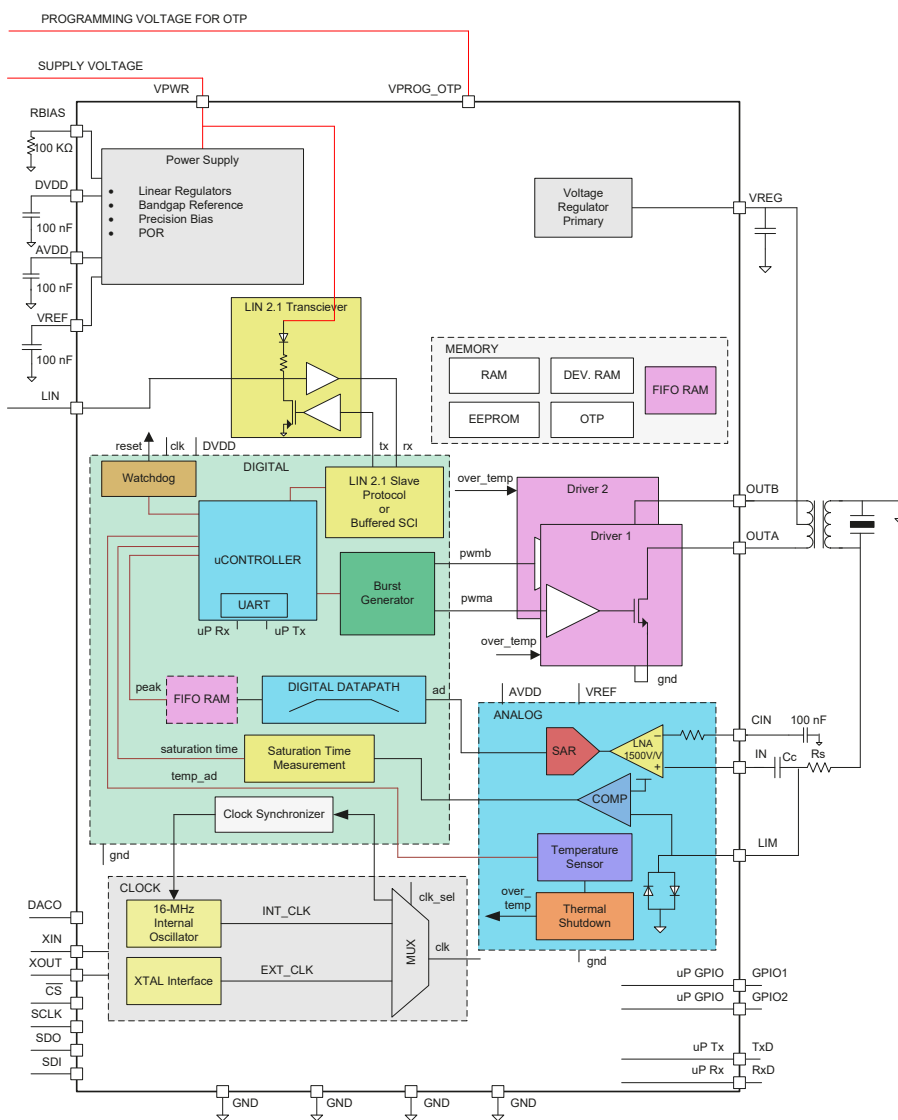 PROGRAMMING VOLTAGE FOR OTP
SUPPLY VOLTAGE
VPWR
VPROG_OTP
RBIAS
100 KΩ
DVDD
100 nF
AVDD
100 nF
VREF
100 nF
LIN
Power Supply
• Linear Regulators
• Bandgap Reference
• Precision Bias
• POR
Voltage
Regulator
Primary
VREG
LIN 2.1 Transciever
tx
rx
MEMORY
RAM
DEV. RAM
EEPROM
OTP
FIFO RAM
reset
clk
DVDD
DIGITAL
Watchdog
LIN 2.1 Slave
Protocol
or
Buffered SCI
uCONTROLLER
UART
uP Rx
uP Tx
Burst
Generator
pwmb
pwma
over_temp
Driver 2
Driver 1
over_temp
gnd
OUTB
OUTA
peak
FIFO RAM
DIGITAL DATAPATH
ad
saturation time
Saturation Time
Measurement
temp_ad
Clock Synchronizer
gnd
AVDD
VREF
ANALOG
SAR
LNA
1500V/V
−
+
COMP
Temperature
Sensor
over_
temp
Thermal
Shutdown
gnd
CIN
100 nF
IN
Cc
Rs
LIM
CLOCK
16-MHz
Internal
Oscillator
INT_CLK
XTAL Interface
EXT_CLK
clk_sel
MUX
clk
DACO
XIN
XOUT
CS
SCLK
SDO
SDI
uP GPIO
GPIO1
uP GPIO
GPIO2
uP Tx
TxD
uP Rx
RxD
GND
GND
GND
GND